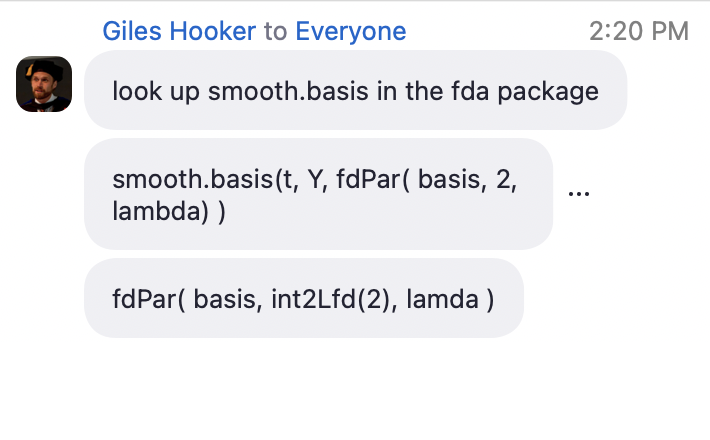 Giles Hooker to Everyone 2:20 PM
look up smooth.basis in the fda package
smooth.basis(t, Y, fdPar( basis, 2,
lambda) )
...
fdPar( basis, int2Lfd(2), lamda )